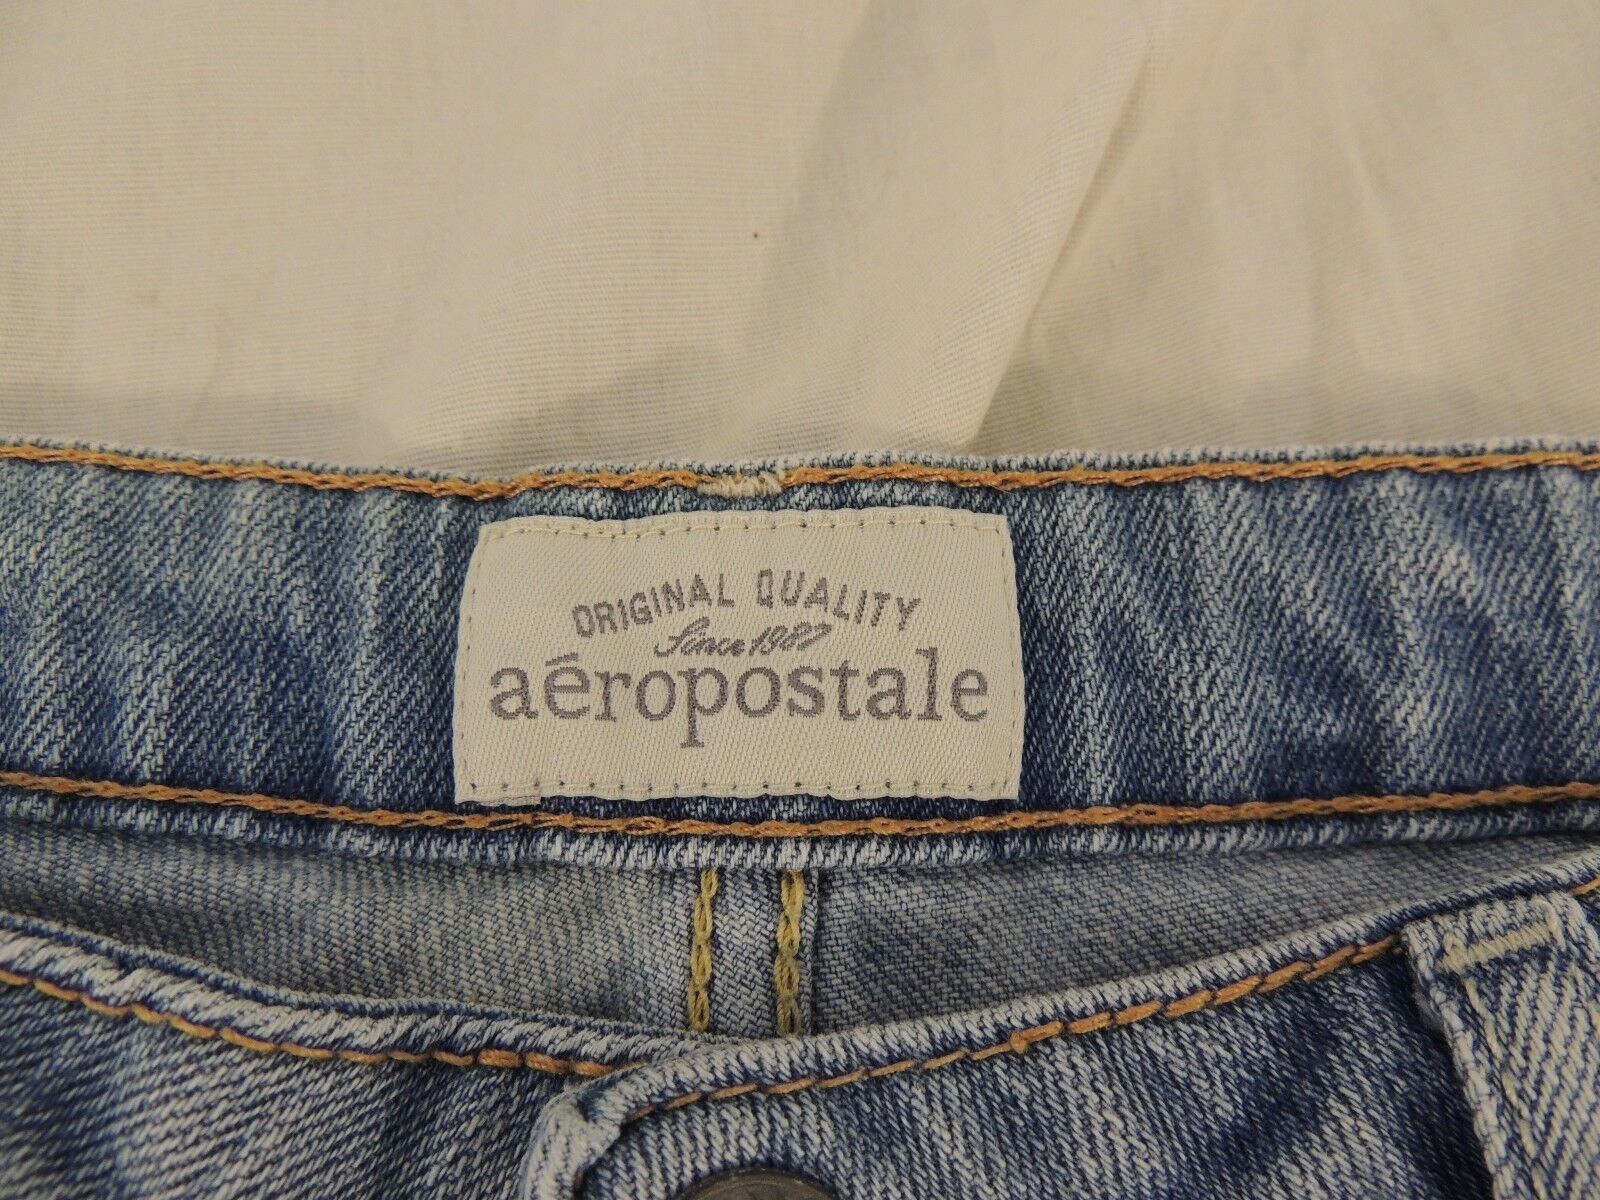 ORIGINAL QUALITY
Since 1987
aéropostale